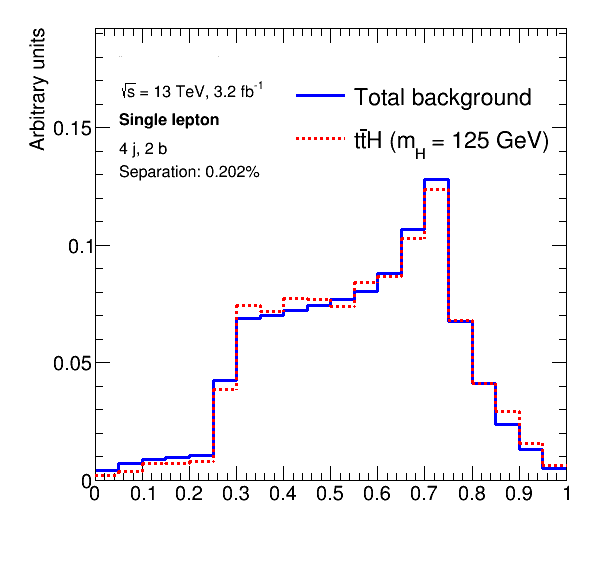 Arbitrary units
√s = 13 TeV, 3.2 fb⁻¹
Single lepton
4 j, 2 b
Separation: 0.202%
Total background
tt̄H (m_H = 125 GeV)
0.15
0.1
0.05
0
0 0.1 0.2 0.3 0.4 0.5 0.6 0.7 0.8 0.9 1